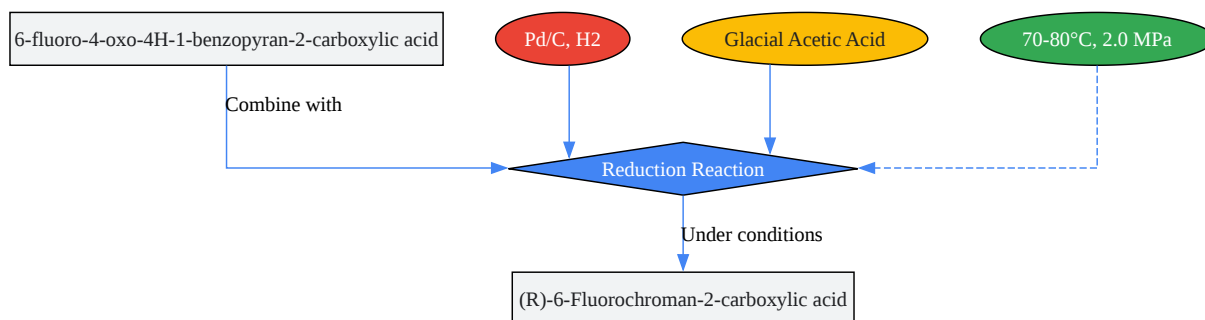 6-fluoro-4-oxo-4H-1-benzopyran-2-carboxylic acid
Pd/C, H2
Glacial Acetic Acid
70-80°C, 2.0 MPa
Combine with
Reduction Reaction
Under conditions
(R)-6-Fluorochroman-2-carboxylic acid